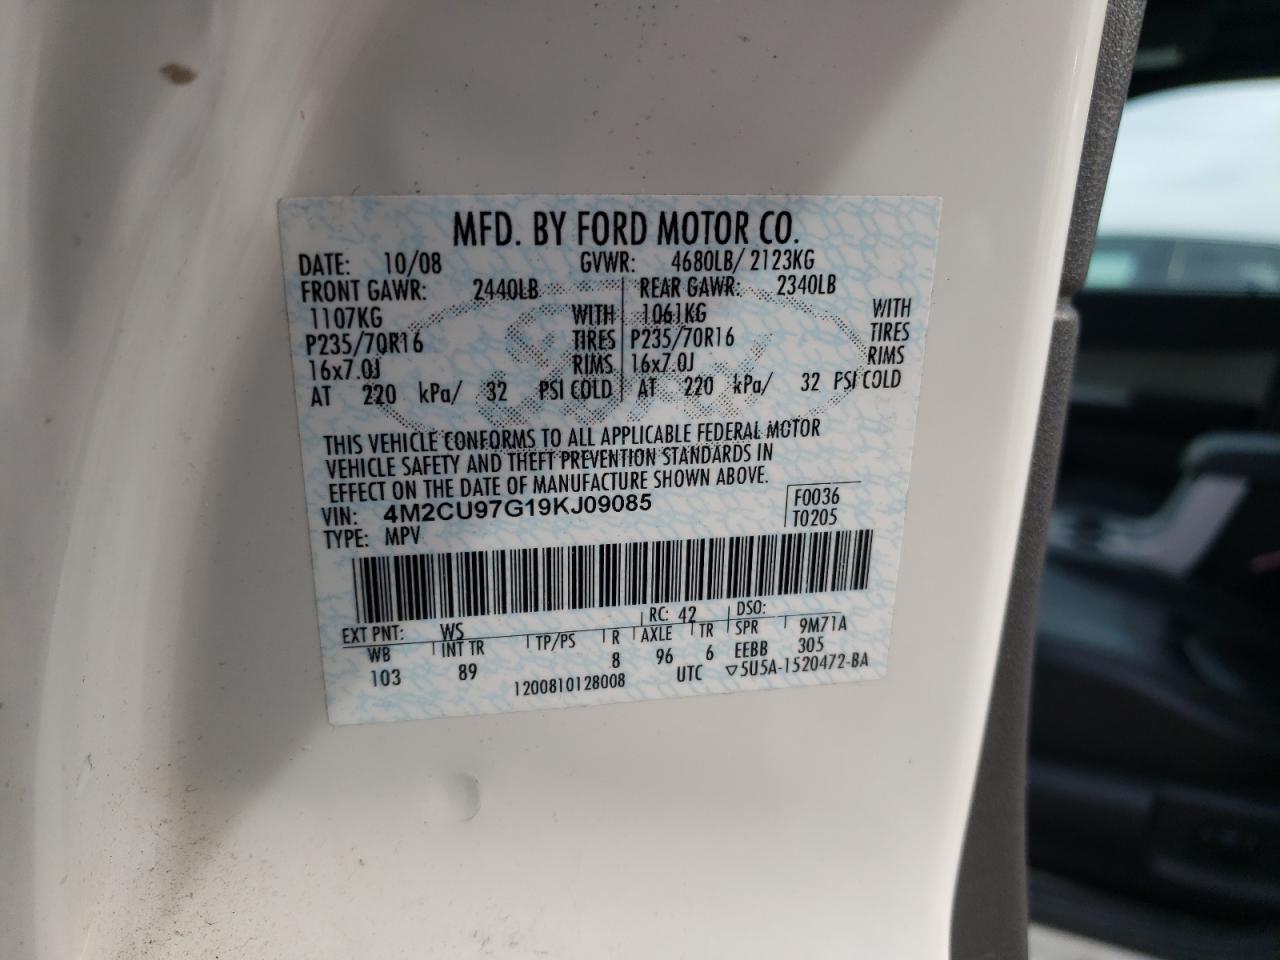 MFD. BY FORD MOTOR CO.
DATE: 10/08 GVWR: 4680LB/ 2123KG
FRONT GAWR: 2440LB REAR GAWR: 2340LB
1107KG WITH 1061KG WITH
P235/70R16 TIRES P235/70R16 TIRES
16x7.0J RIMS 16x7.0J RIMS
AT 220 kPa/ 32 PSI COLD AT 220 kPa/ 32 PSI COLD
THIS VEHICLE CONFORMS TO ALL APPLICABLE FEDERAL MOTOR
VEHICLE SAFETY AND THEFT PREVENTION STANDARDS IN
EFFECT ON THE DATE OF MANUFACTURE SHOWN ABOVE.
VIN: 4M2CU97G19KJ09085 F0036
TYPE: MPV T0205
EXT PNT: WS RC: 42 DSO:
WB INT TR TP/PS R AXLE TR SPR 9M71A
103 89 8 96 6 EEBB 305
1200810128008 UTC ▽5U5A-1520472-BA